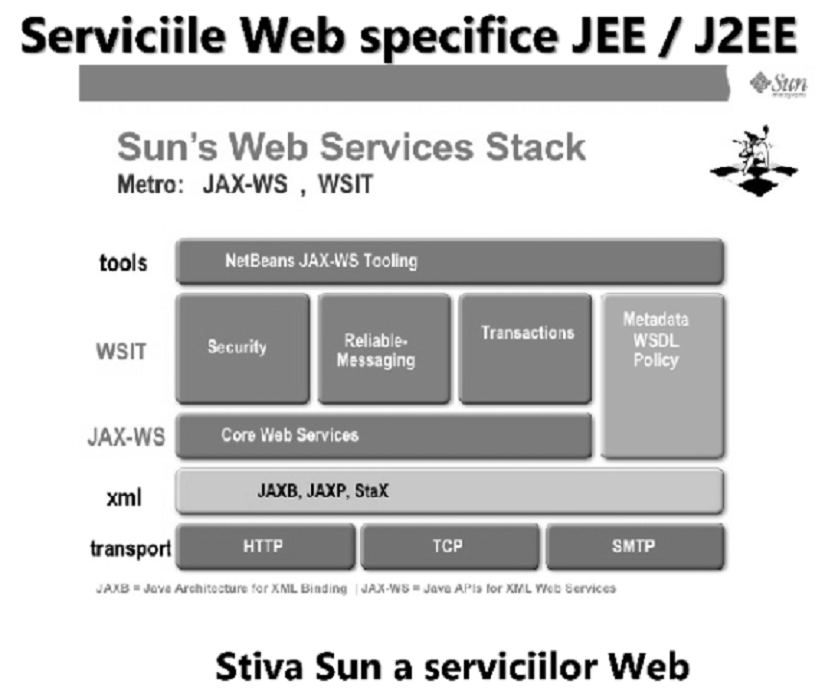 Serviciile Web specifice JEE / J2EE
Sun
Sun's Web Services Stack
Metro: JAX-WS , WSIT
tools
NetBeans JAX-WS Tooling
WSIT
Security
Reliable-
Messaging
Transactions
Metadata
WSDL
Policy
JAX-WS
Core Web Services
xml
JAXB, JAXP, StaX
transport
HTTP
TCP
SMTP
JAXB = Java Architecture for XML Binding | JAX-WS = Java APIs for XML Web Services
Stiva Sun a serviciilor Web